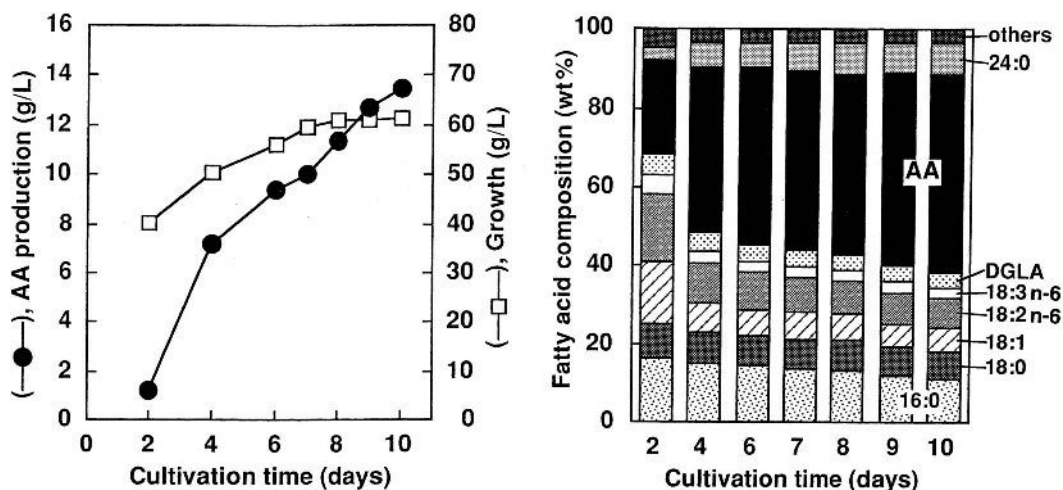 (—●—), AA production (g/L)
16
14
12
10
8
6
4
2
0
0 2 4 6 8 10
Cultivation time (days)
80
70
60
50
40
30
20
10
0
(—□—), Growth (g/L)
Fatty acid composition (wt%)
100
80
60
40
20
0
2 4 6 7 8 9 10
Cultivation time (days)
others
24:0
AA
DGLA
18:3 n-6
18:2 n-6
18:1
18:0
16:0